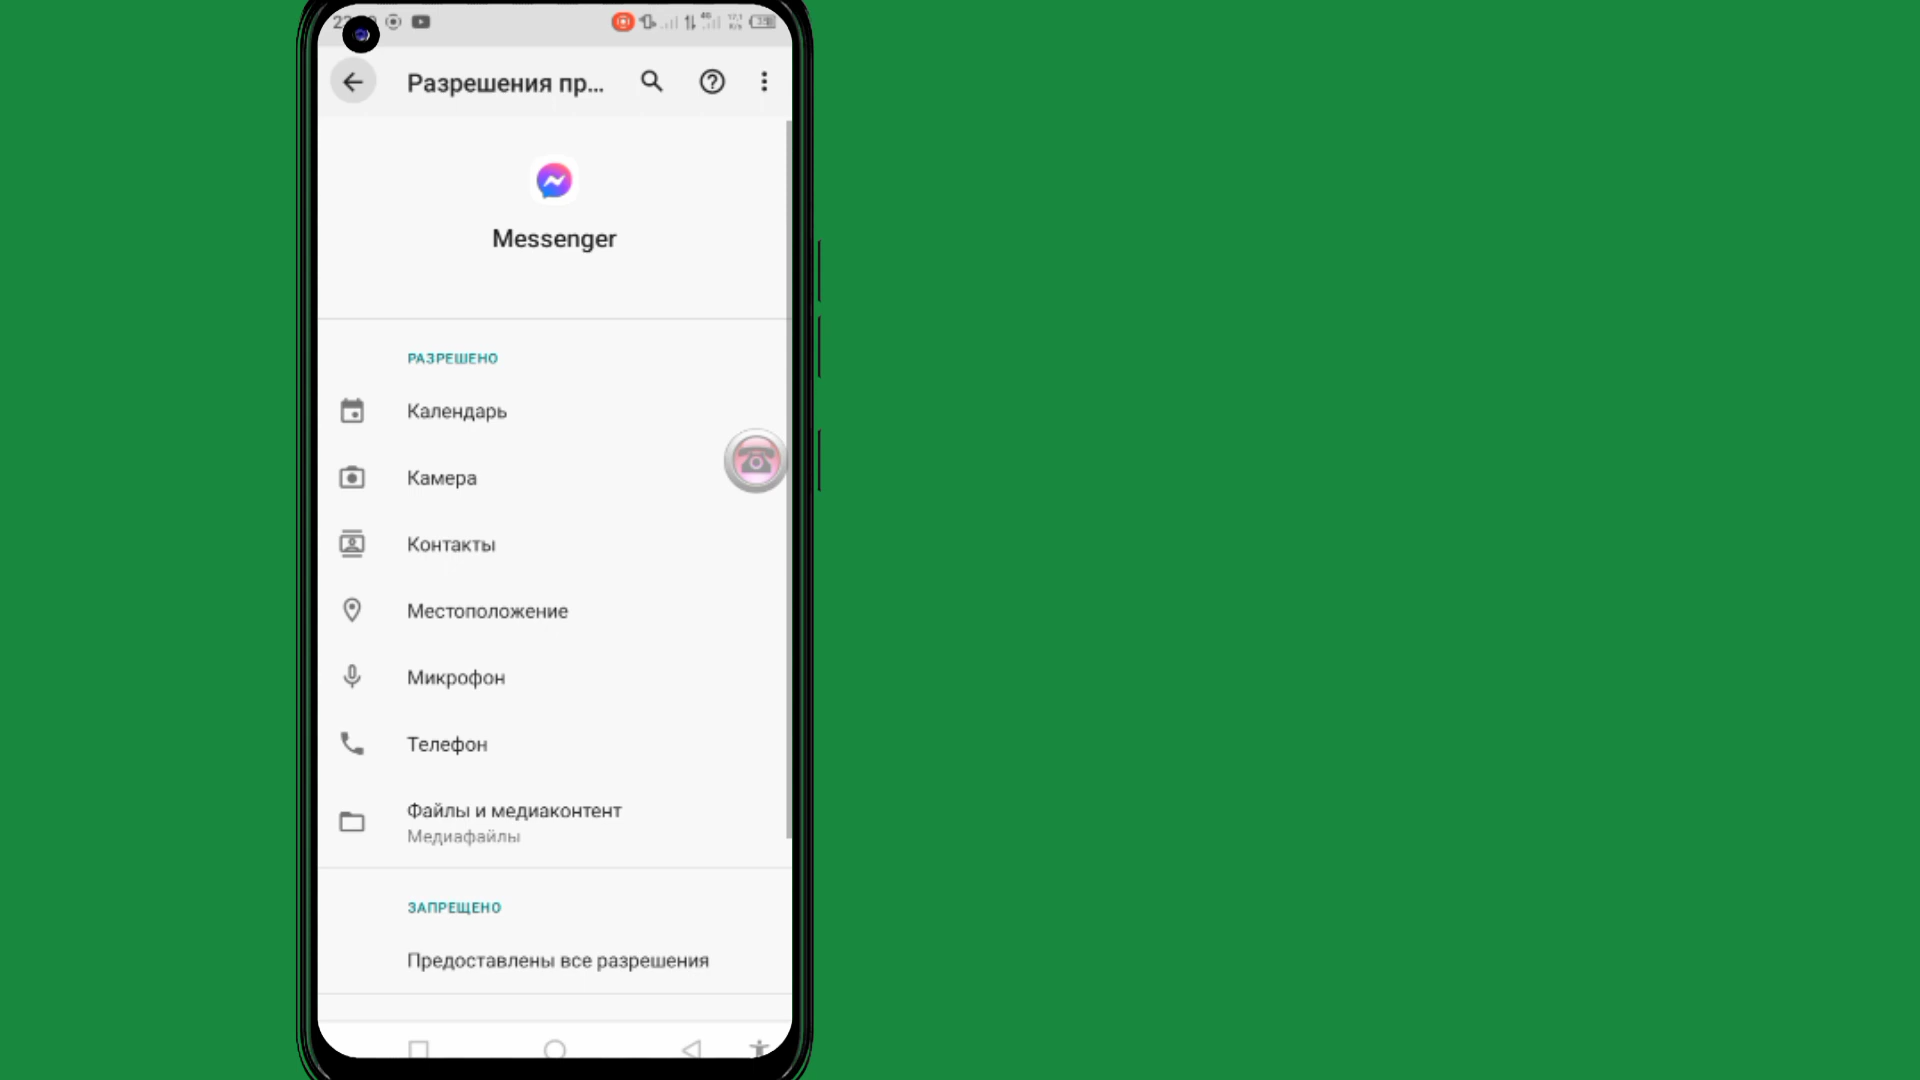 Разрешения пр...
Messenger
РАЗРЕШЕНО
Календарь
Камера
Контакты
Местоположение
Микрофон
Телефон
Файлы и медиаконтент
Медиафайлы
ЗАПРЕЩЕНО
Предоставлены все разрешения